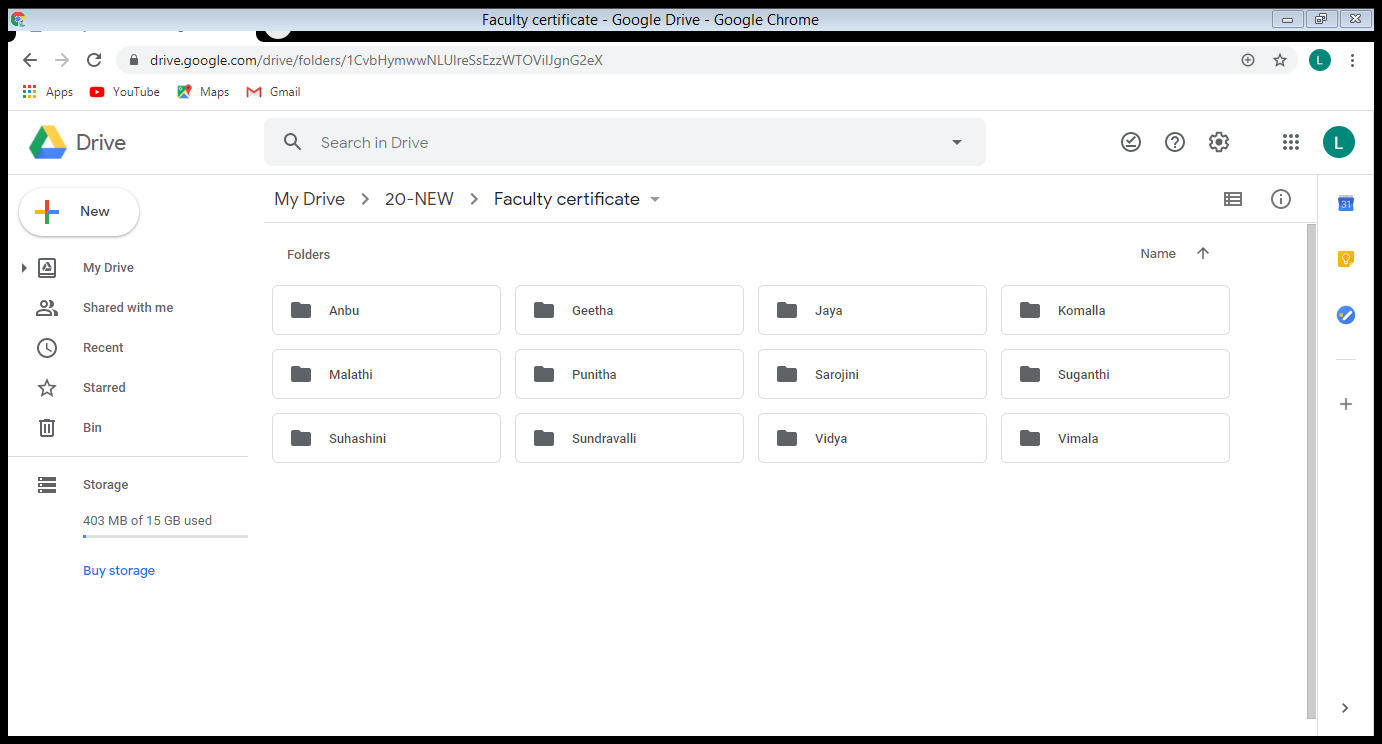 Faculty certificate - Google Drive - Google Chrome
drive.google.com/drive/folders/1CvbHymwwNLUIreSsEzzWTOViIJgnG2eX
L
Apps YouTube Maps Gmail
Drive
Search in Drive
L
New
My Drive
Shared with me
Recent
Starred
Bin
Storage
403 MB of 15 GB used
Buy storage
My Drive > 20-NEW > Faculty certificate
Folders
Name
Anbu
Geetha
Jaya
Komalla
Malathi
Punitha
Sarojini
Suganthi
Suhashini
Sundravalli
Vidya
Vimala
31